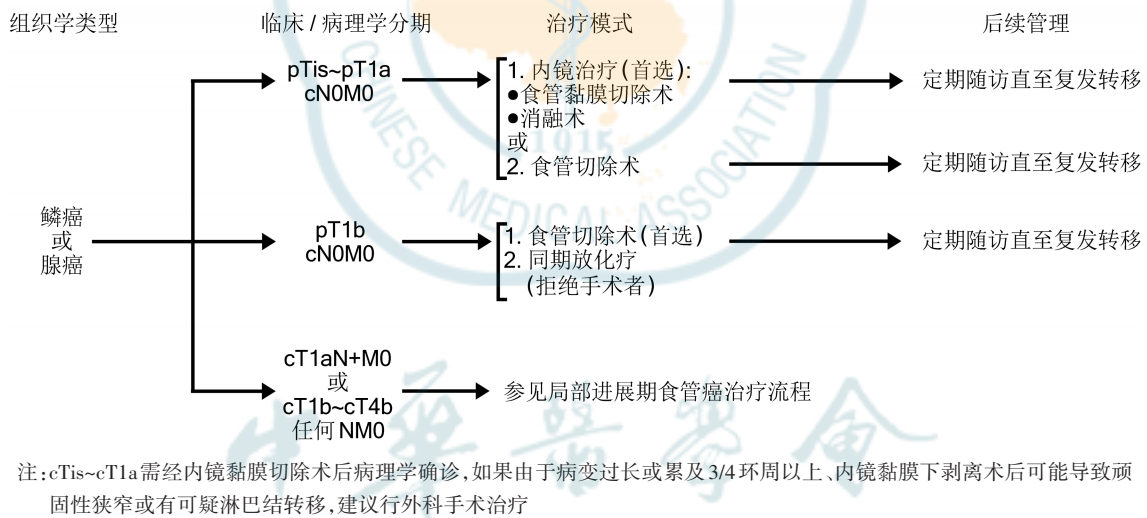 组织学类型 临床/病理学分期 治疗模式 后续管理
pTis~pT1a
cN0M0
1. 内镜治疗(首选):
●食管黏膜切除术
●消融术
或
2. 食管切除术
定期随访直至复发转移
定期随访直至复发转移
鳞癌
或
腺癌
pT1b
cN0M0
1. 食管切除术(首选)
2. 同期放化疗
(拒绝手术者)
定期随访直至复发转移
cT1aN+M0
或
cT1b~cT4b
任何NM0
参见局部进展期食管癌治疗流程
注:cTis~cT1a需经内镜黏膜切除术后病理学确诊,如果由于病变过长或累及3/4环周以上、内镜黏膜下剥离术后可能导致顽
固性狭窄或有可疑淋巴结转移,建议行外科手术治疗
CHINESE MEDICAL ASSOCIATION
1915
中华医学会